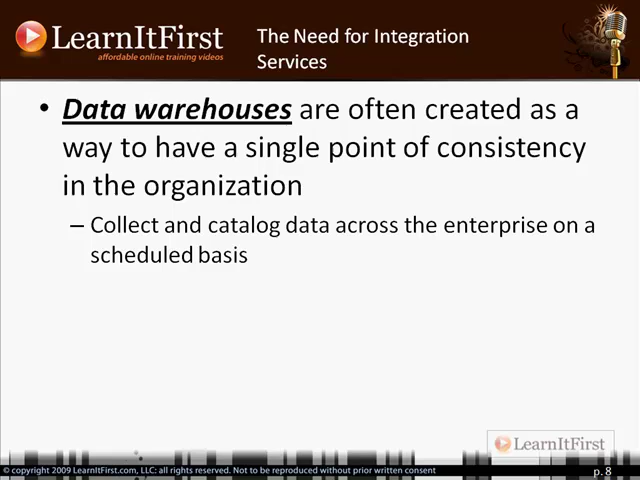 LearnItFirst
affordable online training videos
The Need for Integration
Services
• Data warehouses are often created as a
way to have a single point of consistency
in the organization
– Collect and catalog data across the enterprise on a
scheduled basis
LearnItFirst
© copyright 2009 LearnItFirst.com, LLC: all rights reserved. Not to be reproduced without prior written consent
p. 8